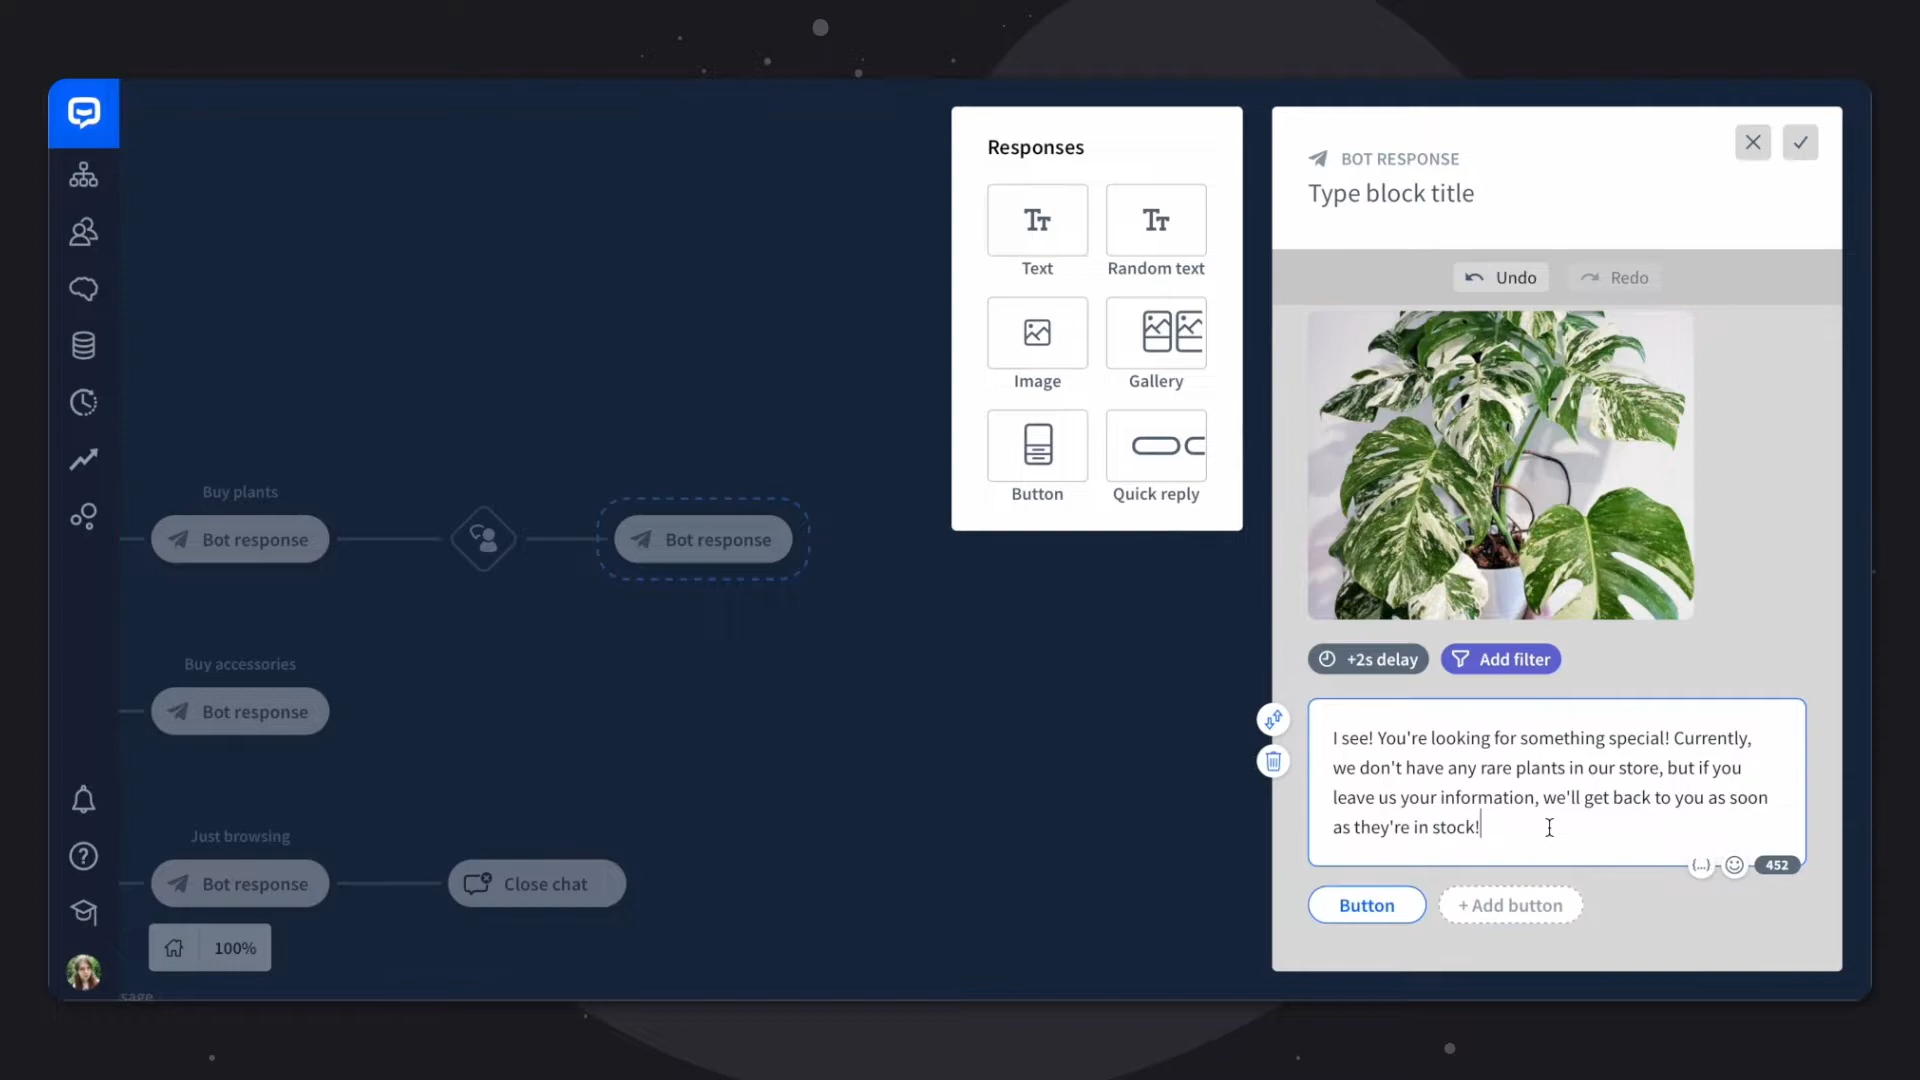 Responses
Text
Random text
Image
Gallery
Button
Quick reply
BOT RESPONSE
Type block title
Undo
Redo
+2s delay
Add filter
I see! You're looking for something special! Currently,
we don't have any rare plants in our store, but if you
leave us your information, we'll get back to you as soon
as they're in stock!
{...}
452
Button
+ Add button
Buy plants
Bot response
Bot response
Buy accessories
Bot response
Just browsing
Bot response
Close chat
100%
sage